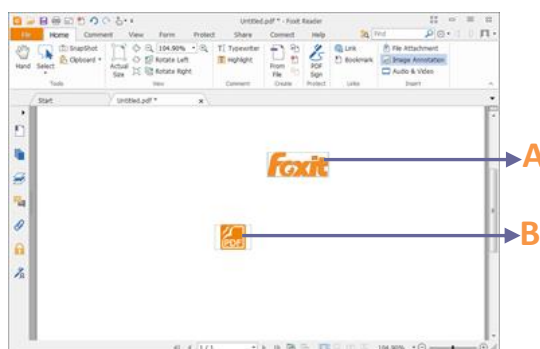 Untitled.pdf * - Foxit Reader
File Home Comment View Form Protect Share Connect Help Find
Hand Select SnapShot Clipboard Actual Size 104.90% Rotate Left Rotate Right Typewriter Highlight From File PDF Sign Link Bookmark File Attachment Image Annotation Audio & Video
Tools View Comment Create Protect Links Insert
Start Untitled.pdf * x
Foxit A
PDF B
1 / 1 104.90%